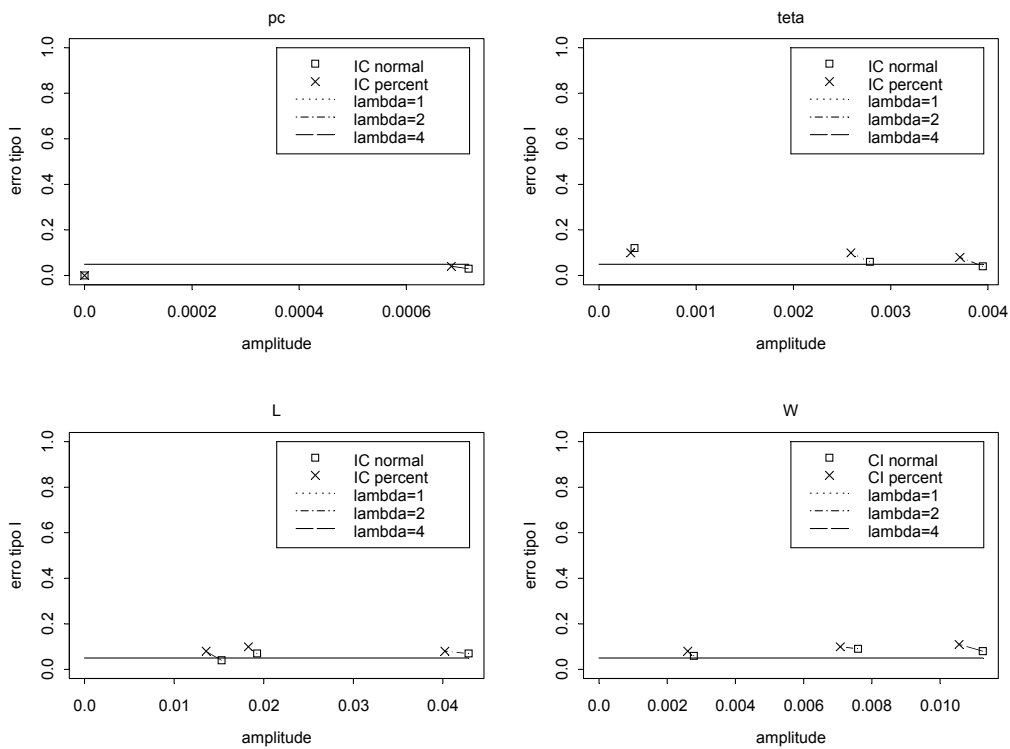 pc
erro tipo I
0.0 0.2 0.4 0.6 0.8 1.0
IC normal
IC percent
lambda=1
lambda=2
lambda=4
0.0 0.0002 0.0004 0.0006
amplitude
teta
erro tipo I
0.0 0.2 0.4 0.6 0.8 1.0
IC normal
IC percent
lambda=1
lambda=2
lambda=4
0.0 0.001 0.002 0.003 0.004
amplitude
L
erro tipo I
0.0 0.2 0.4 0.6 0.8 1.0
IC normal
IC percent
lambda=1
lambda=2
lambda=4
0.0 0.01 0.02 0.03 0.04
amplitude
W
erro tipo I
0.0 0.2 0.4 0.6 0.8 1.0
CI normal
CI percent
lambda=1
lambda=2
lambda=4
0.0 0.002 0.004 0.006 0.008 0.010
amplitude